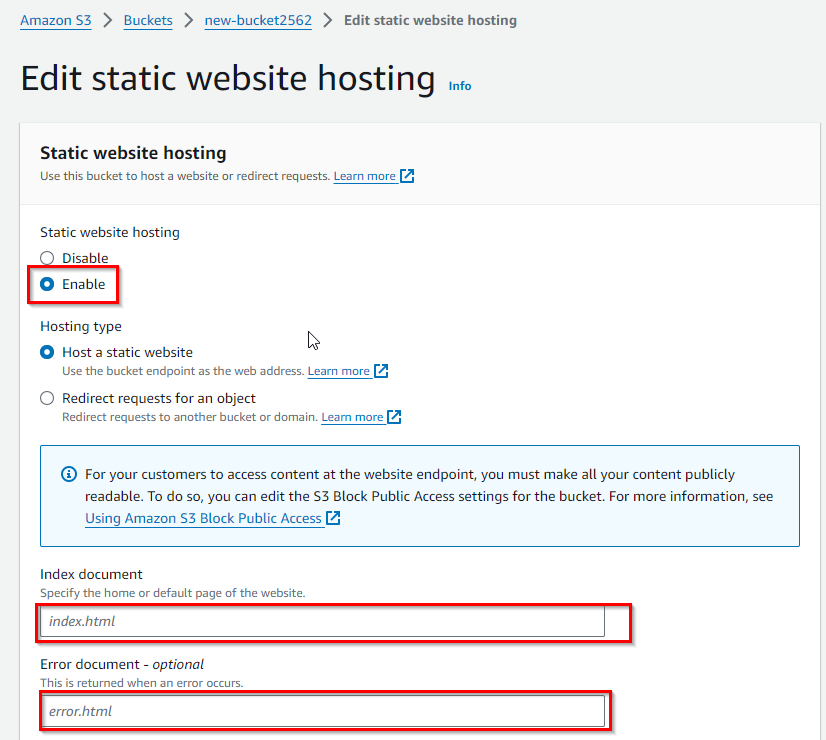 Amazon S3 > Buckets > new-bucket2562 > Edit static website hosting
Edit static website hosting Info
Static website hosting
Use this bucket to host a website or redirect requests. Learn more
Static website hosting
Disable
Enable
Hosting type
Host a static website
Use the bucket endpoint as the web address. Learn more
Redirect requests for an object
Redirect requests to another bucket or domain. Learn more
For your customers to access content at the website endpoint, you must make all your content publicly
readable. To do so, you can edit the S3 Block Public Access settings for the bucket. For more information, see
Using Amazon S3 Block Public Access
Index document
Specify the home or default page of the website.
index.html
Error document - optional
This is returned when an error occurs.
error.html